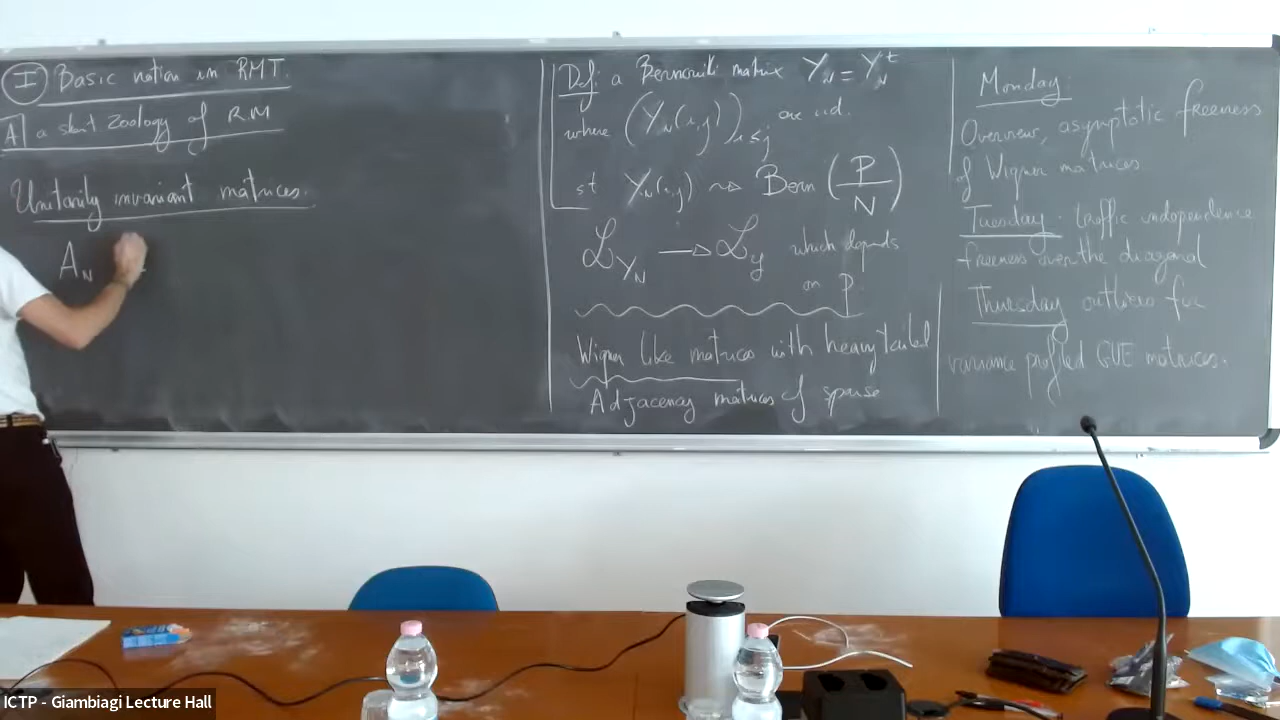 I Basic notion in RMT.
A a short Zoology of RM
Unitarily invariant matrices.
A_N
Def: a Bernoulli matrix Y_N = Y_N^t
where (Y_N(i,j))_{i≤j} are iid.
st Y_N(i,j) ~> Bern (P/N)
ℒ_{Y_N} → ℒ_y which depends
on p.
Wigner like matrices with heavy tailed
Adjacency matrices of sparse
Monday:
Overview, asymptotic freeness
of Wigner matrices
Tuesday: traffic independence
freeness over the diagonal
Thursday outliers for
variance profiled GUE matrices.
ICTP - Giambiagi Lecture Hall